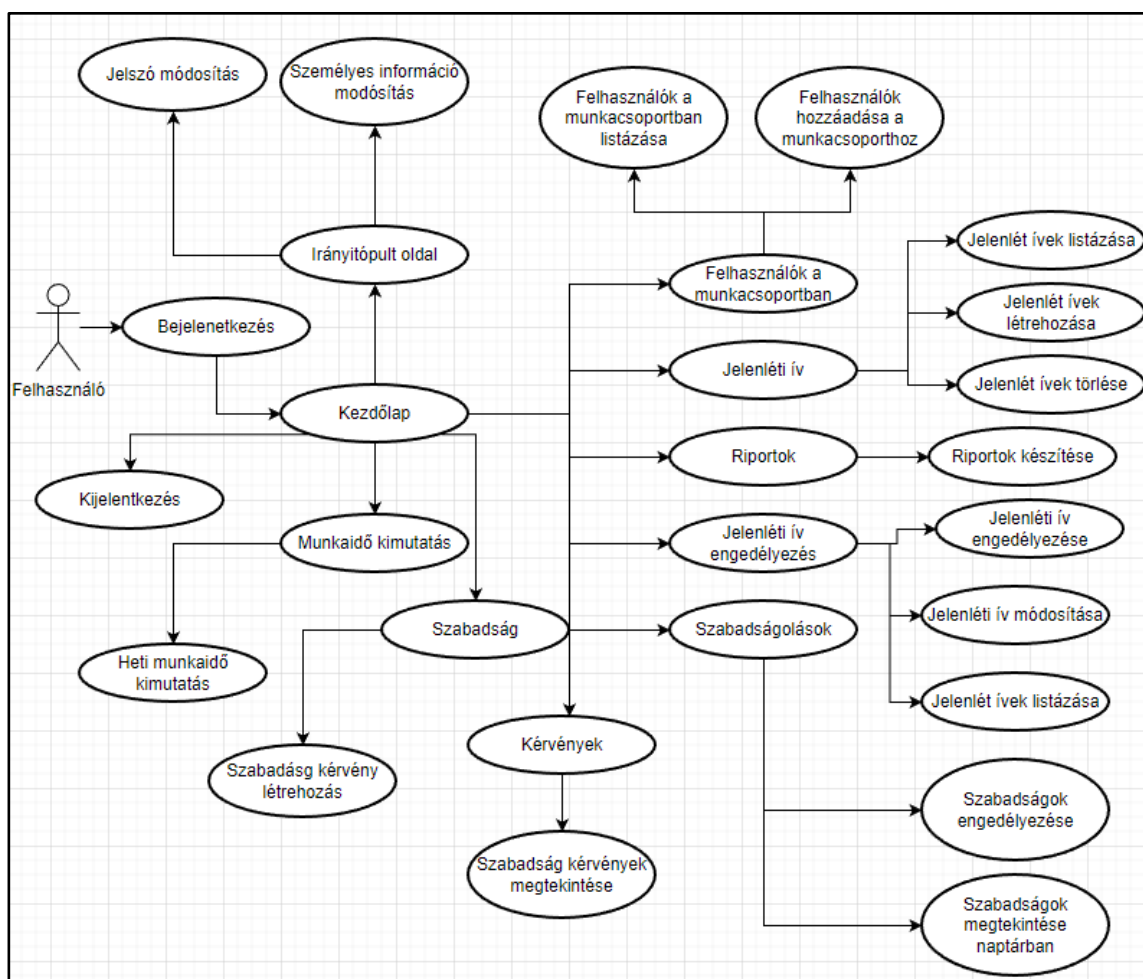 Jelszó módosítás
Személyes információ
modósítás
Felhasználók a
munkacsoportban
listázása
Felhasználók
hozzáadása a
munkacsoporthoz
Irányitópult oldal
Felhasználók a
munkacsoportban
Jelenlét ívek listázása
Jelenlét ívek
létrehozása
Jelenlét ívek törlése
Felhasználó
Bejelenetkezés
Jelenléti ív
Kezdőlap
Riportok
Riportok készítése
Kijelentkezés
Munkaidő kimutatás
Jelenléti ív
engedélyezés
Jelenléti ív
engedélyezése
Jelenléti ív módosítása
Jelenlét ívek listázása
Szabadság
Szabadságolások
Heti munkaidő
kimutatás
Kérvények
Szabadásg kérvény
létrehozás
Szabadság kérvények
megtekintése
Szabadságok
engedélyezése
Szabadságok
megtekintése
naptárban